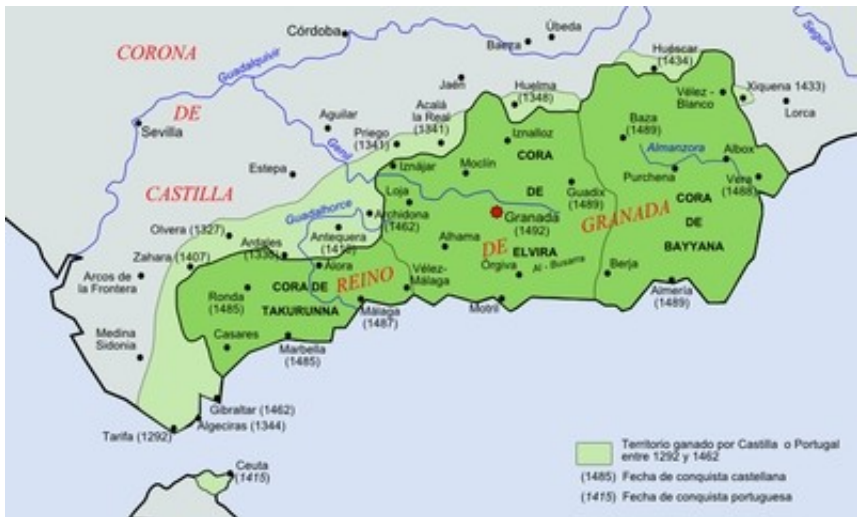 CORONA
DE
CASTILLA
Córdoba
Guadalquivir
Baeza
Úbeda
Segura
Huéscar
(1434)
Jaén
Huelma
(1348)
Vélez -
Blanco
Xiquena 1433)
Lorca
Sevilla
Aguilar
Acalá
la Real
(1341)
Priego
(1341)
Genil
Iznalloz
Baza
(1489)
Almanzora
Albox
Estepa
Iznájar
Moclín
CORA
DE
ELVIRA
Loja
Guadix
(1489)
Purchena
Vera
(1488)
Guadalhorce
Archidona
(1462)
Granada
(1492)
GRANADA
CORA
DE
BAYYANA
Olvera (1327)
Antequera
Zahara (1407)
Ardales
Alhama
DE
Arcos de
la Frontera
Álora
REINO
Vélez-
Málaga
Órgiva
Al - Busarra
Berja
Ronda
(1485)
CORA DE
TAKURUNNA
Málaga
(1487)
Motril
Almería
(1489)
Medina
Sidonia
Casares
Marbella
(1485)
Gibraltar (1462)
Algeciras (1344)
Tarifa (1292)
Ceuta
(1415)
Territorio ganado por Castilla o Portugal
entre 1292 y 1462
(1485) Fecha de conquista castellana
(1415) Fecha de conquista portuguesa